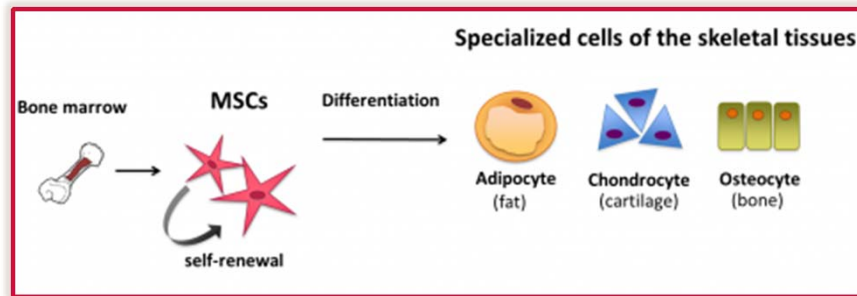 Specialized cells of the skeletal tissues
Bone marrow
MSCs
Differentiation
self-renewal
Adipocyte
(fat)
Chondrocyte
(cartilage)
Osteocyte
(bone)